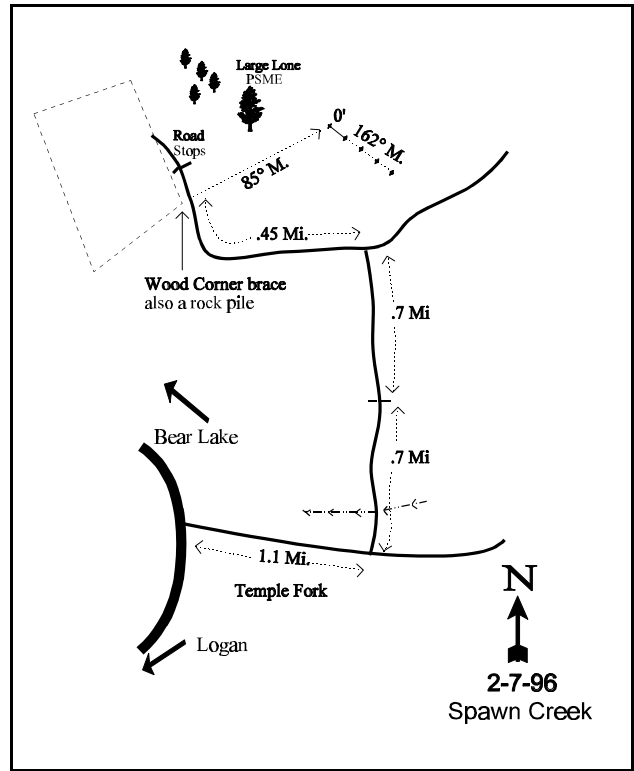 Large Lone
PSME
0'
162° M.
Road
Stops
85° M.
.45 Mi.
Wood Corner brace
also a rock pile
.7 Mi
Bear Lake
.7 Mi
1.1 Mi.
Temple Fork
N
Logan
2-7-96
Spawn Creek